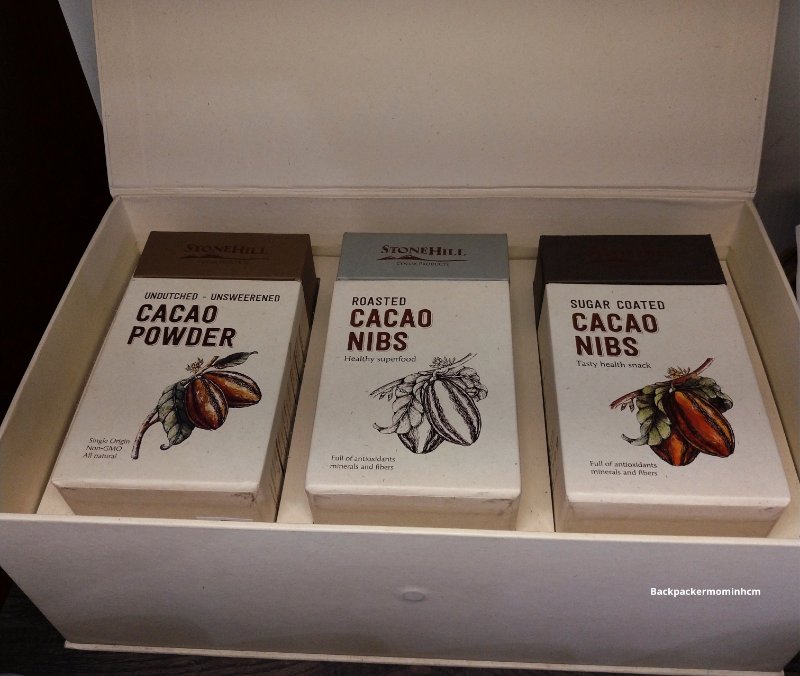 STONEHILL
UNDUTCHED - UNSWEERENED
CACAO
POWDER
Single Origin
Non-GMO
All natural
STONEHILL
COCOA PRODUCTS
ROASTED
CACAO
NIBS
Healthy superfood
Full of antioxidants
minerals and fibers
SUGAR COATED
CACAO
NIBS
Tasty health snack
Full of antioxidants
minerals and fibers
Backpackermominhcm